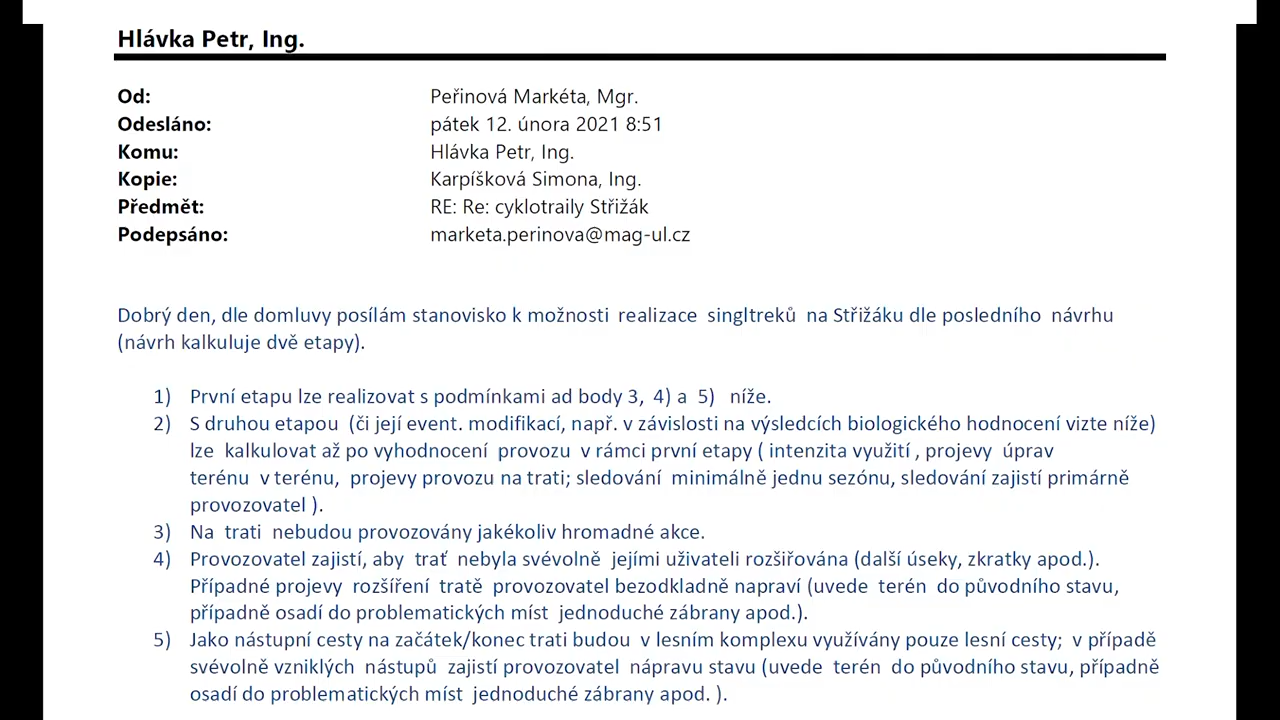 Hlávka Petr, Ing.
Od: Peřinová Markéta, Mgr.
Odesláno: pátek 12. února 2021 8:51
Komu: Hlávka Petr, Ing.
Kopie: Karpíšková Simona, Ing.
Předmět: RE: Re: cyklotraily Střižák
Podepsáno: marketa.perinova@mag-ul.cz
Dobrý den, dle domluvy posílám stanovisko k možnosti realizace singltreků na Střižáku dle posledního návrhu
(návrh kalkuluje dvě etapy).
1) První etapu lze realizovat s podmínkami ad body 3, 4) a 5) níže.
2) S druhou etapou (či její event. modifikací, např. v závislosti na výsledcích biologického hodnocení vizte níže)
lze kalkulovat až po vyhodnocení provozu v rámci první etapy ( intenzita využití , projevy úprav
terénu v terénu, projevy provozu na trati; sledování minimálně jednu sezónu, sledování zajistí primárně
provozovatel ).
3) Na trati nebudou provozovány jakékoliv hromadné akce.
4) Provozovatel zajistí, aby trať nebyla svévolně jejími uživateli rozšiřována (další úseky, zkratky apod.).
Případné projevy rozšíření tratě provozovatel bezodkladně napraví (uvede terén do původního stavu,
případně osadí do problematických míst jednoduché zábrany apod.).
5) Jako nástupní cesty na začátek/konec trati budou v lesním komplexu využívány pouze lesní cesty; v případě
svévolně vzniklých nástupů zajistí provozovatel nápravu stavu (uvede terén do původního stavu, případně
osadí do problematických míst jednoduché zábrany apod. ).